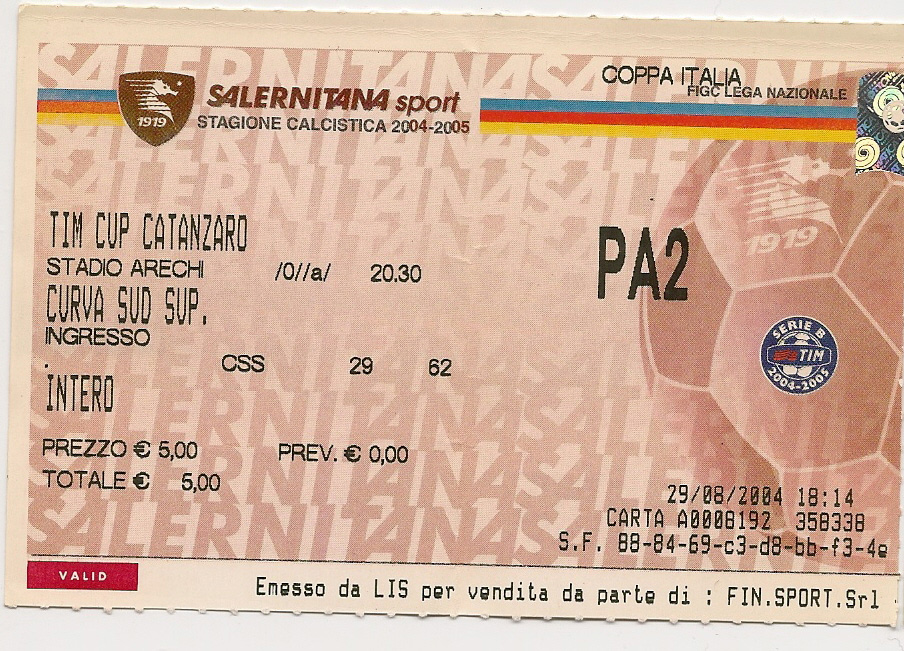 SALERNITANA sport
COPPA ITALIA
FIGC LEGA NAZIONALE
1919
STAGIONE CALCISTICA 2004-2005
TIM CUP CATANZARO
STADIO ARECHI /0//a/ 20.30
PA2
1919
CURVA SUD SUP.
INGRESSO
. CSS 29 62
SERIE B
TIM
2004-2005
INTERO
PREZZO € 5,00 PREV. € 0,00
TOTALE € 5,00
29/08/2004 18:14
CARTA A0008192 358338
S.F. 88-84-69-c3-d8-bb-f3-4e
VALID
Emesso da LIS per vendita da parte di : FIN.SPORT.Srl